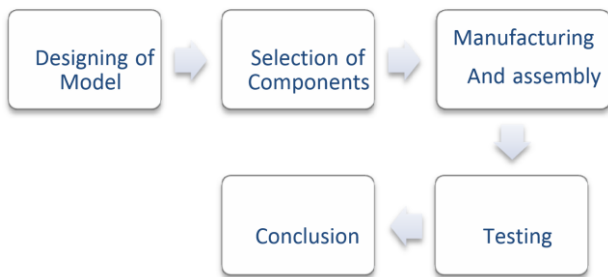 Designing of
Model
Selection of
Components
Manufacturing
And assembly
Testing
Conclusion